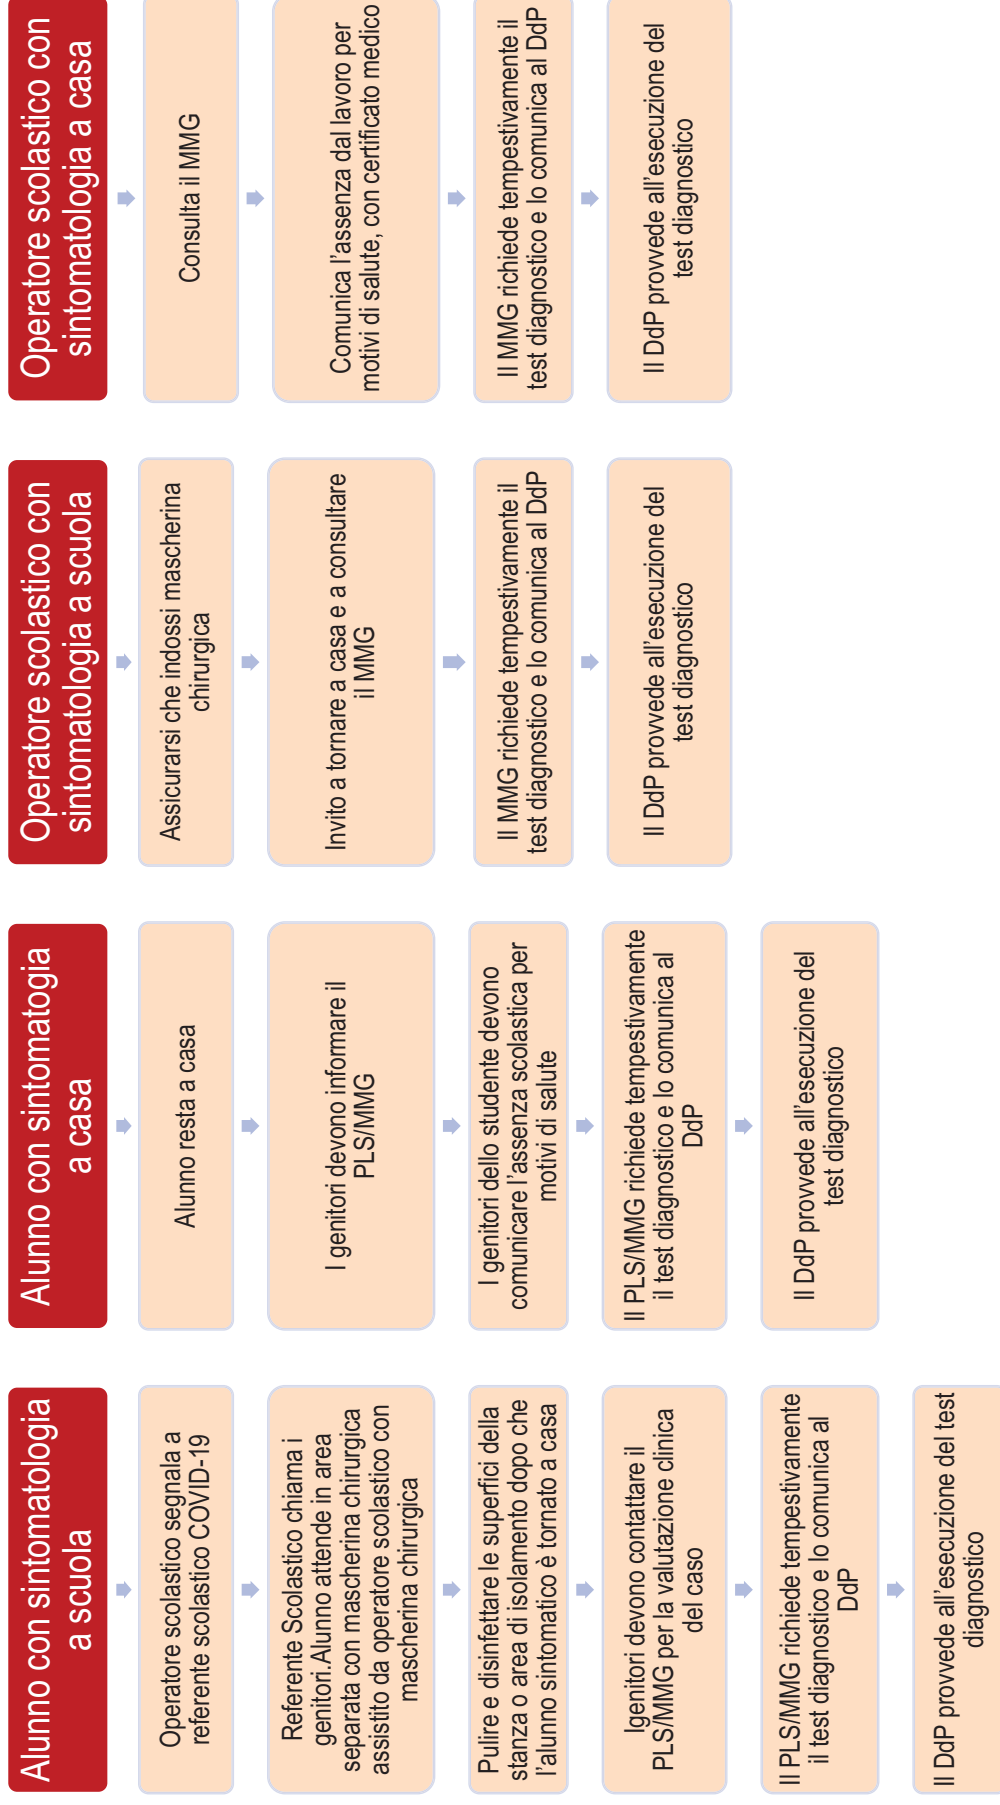 Alunno con sintomatologia
a scuola
Operatore scolastico segnala a
referente scolastico COVID-19
Referente Scolastico chiama i
genitori.Alunno attende in area
separata con mascherina chirurgica
assistito da operatore scolastico con
mascherina chirurgica
Pulire e disinfettare le superfici della
stanza o area di isolamento dopo che
l'alunno sintomatico è tornato a casa
Igenitori devono contattare il
PLS/MMG per la valutazione clinica
del caso
Il PLS/MMG richiede tempestivamente
il test diagnostico e lo comunica al
DdP
Il DdP provvede all'esecuzione del test
diagnostico
Alunno con sintomatogia
a casa
Alunno resta a casa
I genitori devono informare il
PLS/MMG
I genitori dello studente devono
comunicare l'assenza scolastica per
motivi di salute
Il PLS/MMG richiede tempestivamente
il test diagnostico e lo comunica al
DdP
Il DdP provvede all'esecuzione del
test diagnostico
Operatore scolastico con
sintomatologia a scuola
Assicurarsi che indossi mascherina
chirurgica
Invito a tornare a casa e a consultare
il MMG
Il MMG richiede tempestivamente il
test diagnostico e lo comunica al DdP
Il DdP provvede all'esecuzione del
test diagnostico
Operatore scolastico con
sintomatologia a casa
Consulta il MMG
Comunica l'assenza dal lavoro per
motivi di salute, con certificato medico
Il MMG richiede tempestivamente il
test diagnostico e lo comunica al DdP
Il DdP provvede all'esecuzione del
test diagnostico